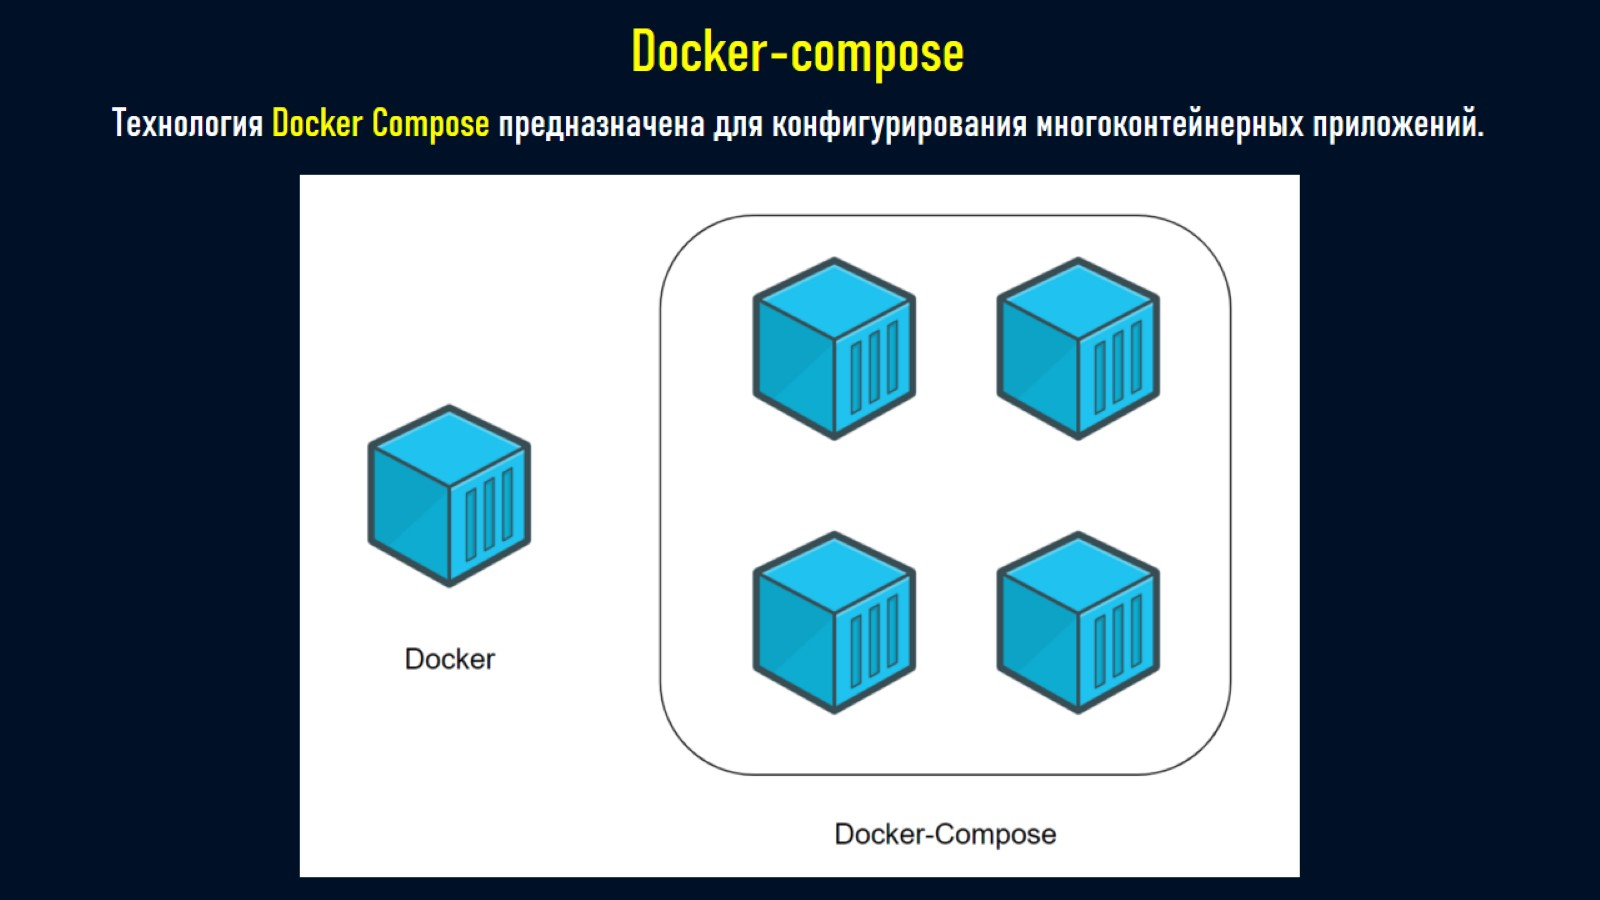 Docker-compose
Технология Docker Compose предназначена для конфигурирования многоконтейнерных приложений.
Docker
Docker-Compose